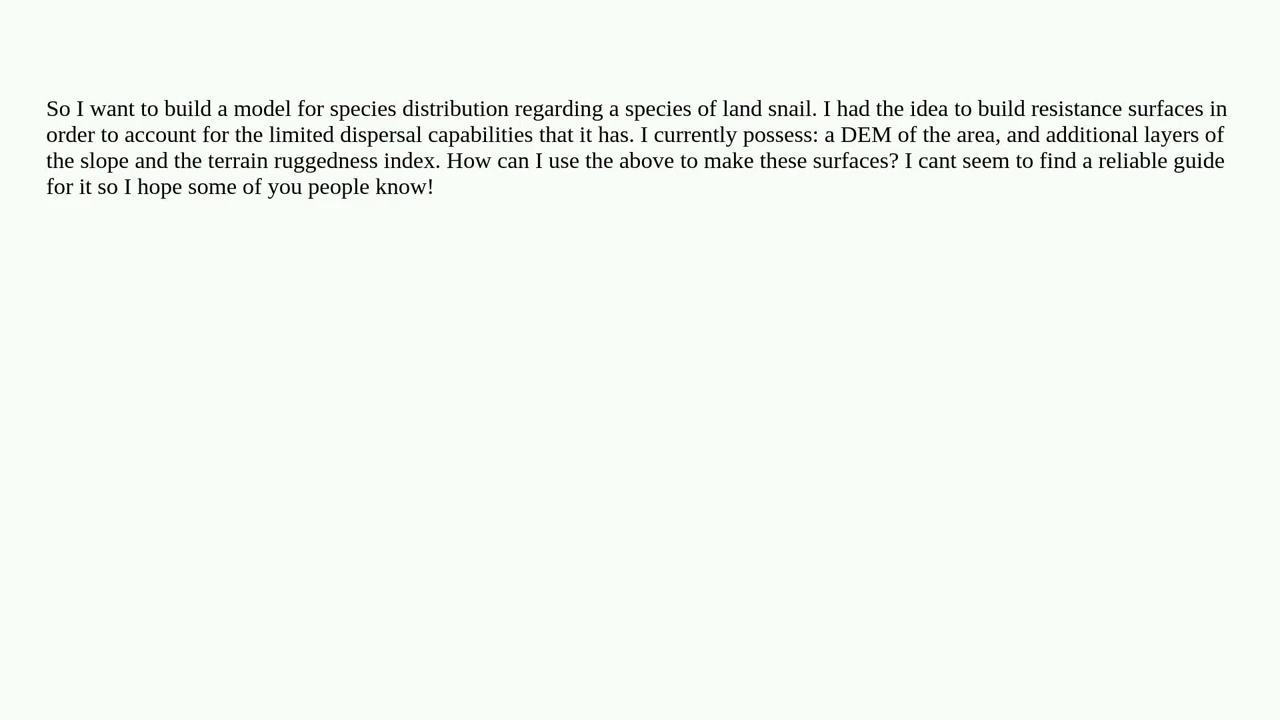 So I want to build a model for species distribution regarding a species of land snail. I had the idea to build resistance surfaces in
order to account for the limited dispersal capabilities that it has. I currently possess: a DEM of the area, and additional layers of
the slope and the terrain ruggedness index. How can I use the above to make these surfaces? I cant seem to find a reliable guide
for it so I hope some of you people know!